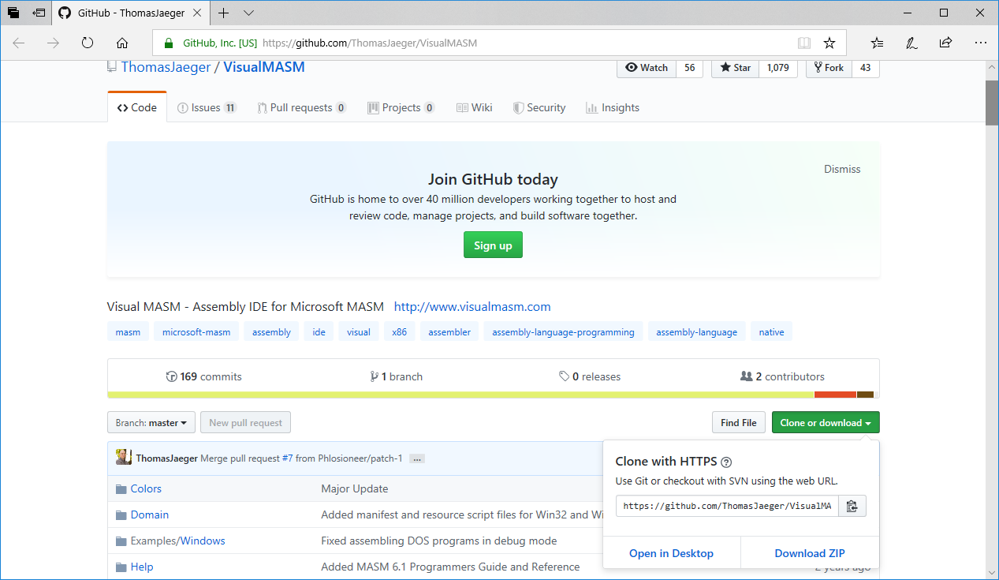 GitHub - ThomasJaeger
GitHub, Inc. [US] https://github.com/ThomasJaeger/VisualMASM
ThomasJaeger / VisualMASM
Watch 56 Star 1,079 Fork 43
Code Issues 11 Pull requests 0 Projects 0 Wiki Security Insights
Dismiss
Join GitHub today
GitHub is home to over 40 million developers working together to host and
review code, manage projects, and build software together.
Sign up
Visual MASM - Assembly IDE for Microsoft MASM http://www.visualmasm.com
masm microsoft-masm assembly ide visual x86 assembler assembly-language-programming assembly-language native
169 commits 1 branch 0 releases 2 contributors
Branch: master New pull request Find File Clone or download
ThomasJaeger Merge pull request #7 from Phlosioneer/patch-1 ...
Colors Major Update
Domain Added manifest and resource script files for Win32 and Wi
Examples/Windows Fixed assembling DOS programs in debug mode
Help Added MASM 6.1 Programmers Guide and Reference 2 years ago
Clone with HTTPS
Use Git or checkout with SVN using the web URL.
https://github.com/ThomasJaeger/VisualMA
Open in Desktop Download ZIP